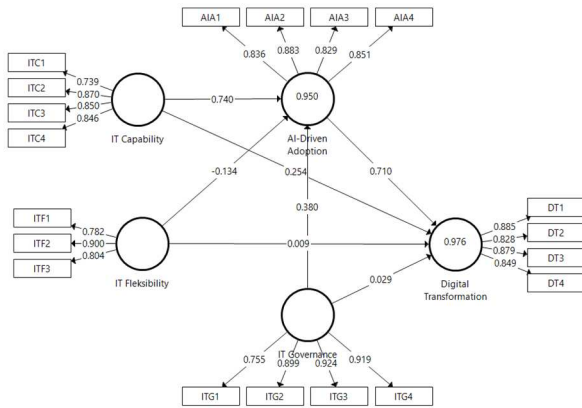 AIA1 AIA2 AIA3 AIA4
0.836 0.883 0.829 0.851
ITC1
ITC2
ITC3
ITC4
0.739
0.870
0.850
0.846
IT Capability
0.740
0.950
AI-Driven
Adoption
-0.134
0.254
0.710
0.380
ITF1
ITF2
ITF3
0.782
0.900
0.804
IT Fleksibility
0.009
0.029
0.976
Digital
Transformation
0.885
0.828
0.879
0.849
DT1
DT2
DT3
DT4
IT Governance
0.755 0.899 0.924 0.919
ITG1 ITG2 ITG3 ITG4